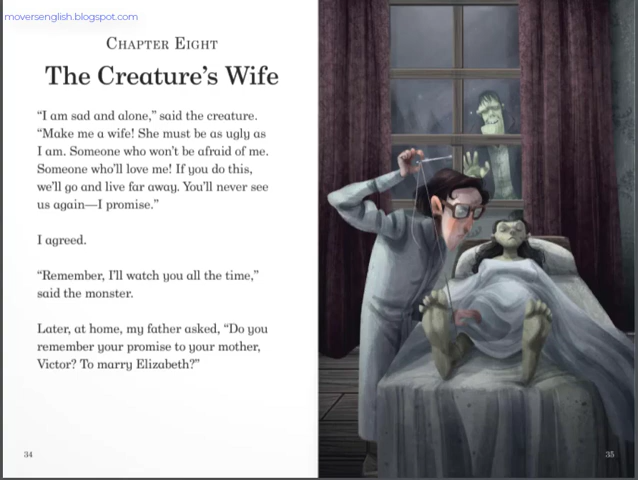 moversenglish.blogspot.com
CHAPTER EIGHT
The Creature’s Wife
“I am sad and alone,” said the creature.
“Make me a wife! She must be as ugly as
I am. Someone who won’t be afraid of me.
Someone who’ll love me! If you do this,
we’ll go and live far away. You’ll never see
us again—I promise.”
I agreed.
“Remember, I’ll watch you all the time,”
said the monster.
Later, at home, my father asked, “Do you
remember your promise to your mother,
Victor? To marry Elizabeth?”
34
35